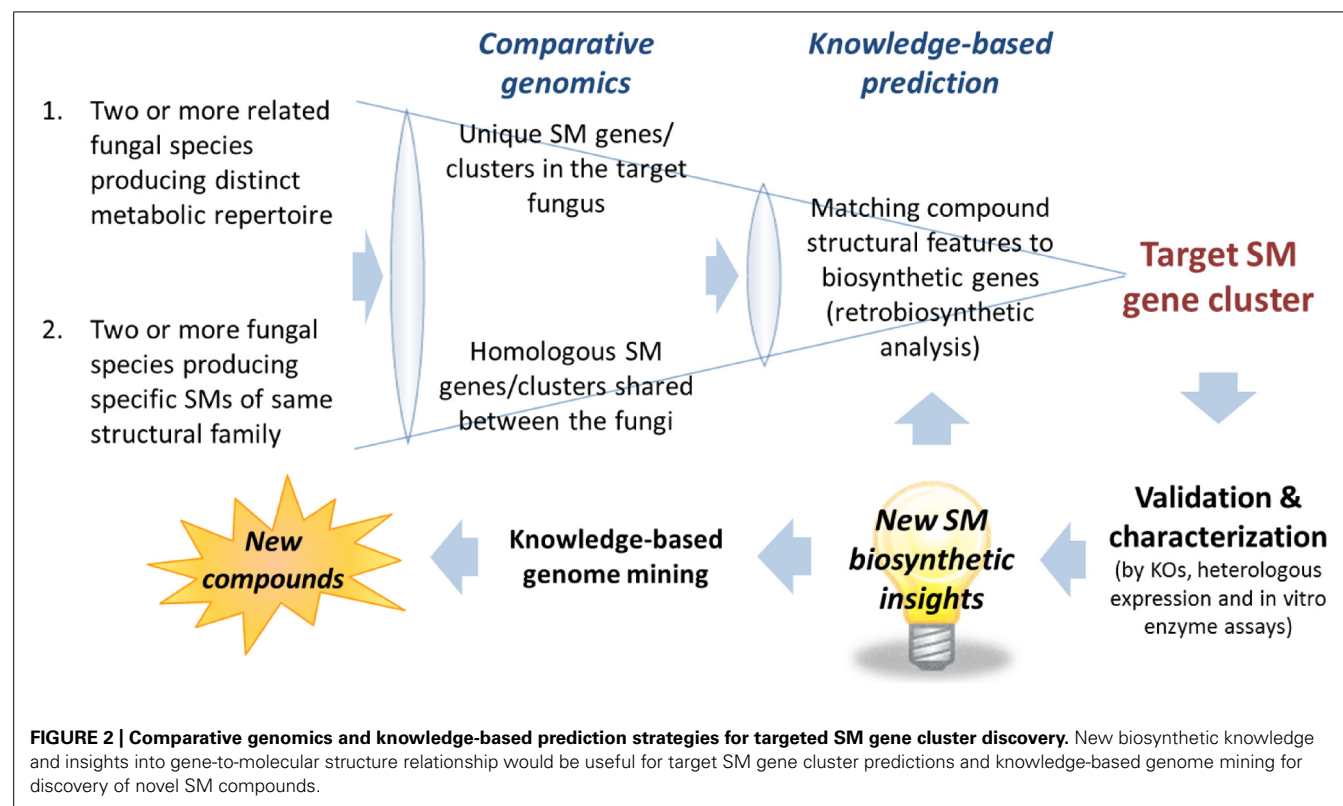 Comparative
genomics
Knowledge-based
prediction
1. Two or more related
fungal species
producing distinct
metabolic repertoire
2. Two or more fungal
species producing
specific SMs of same
structural family
Unique SM genes/
clusters in the target
fungus
Homologous SM
genes/clusters shared
between the fungi
Matching compound
structural features to
biosynthetic genes
(retrobiosynthetic
analysis)
Target SM
gene cluster
Validation &
characterization
(by KOs, heterologous
expression and in vitro
enzyme assays)
New SM
biosynthetic
insights
Knowledge-based
genome mining
New
compounds
FIGURE 2 | Comparative genomics and knowledge-based prediction strategies for targeted SM gene cluster discovery. New biosynthetic knowledge
and insights into gene-to-molecular structure relationship would be useful for target SM gene cluster predictions and knowledge-based genome mining for
discovery of novel SM compounds.